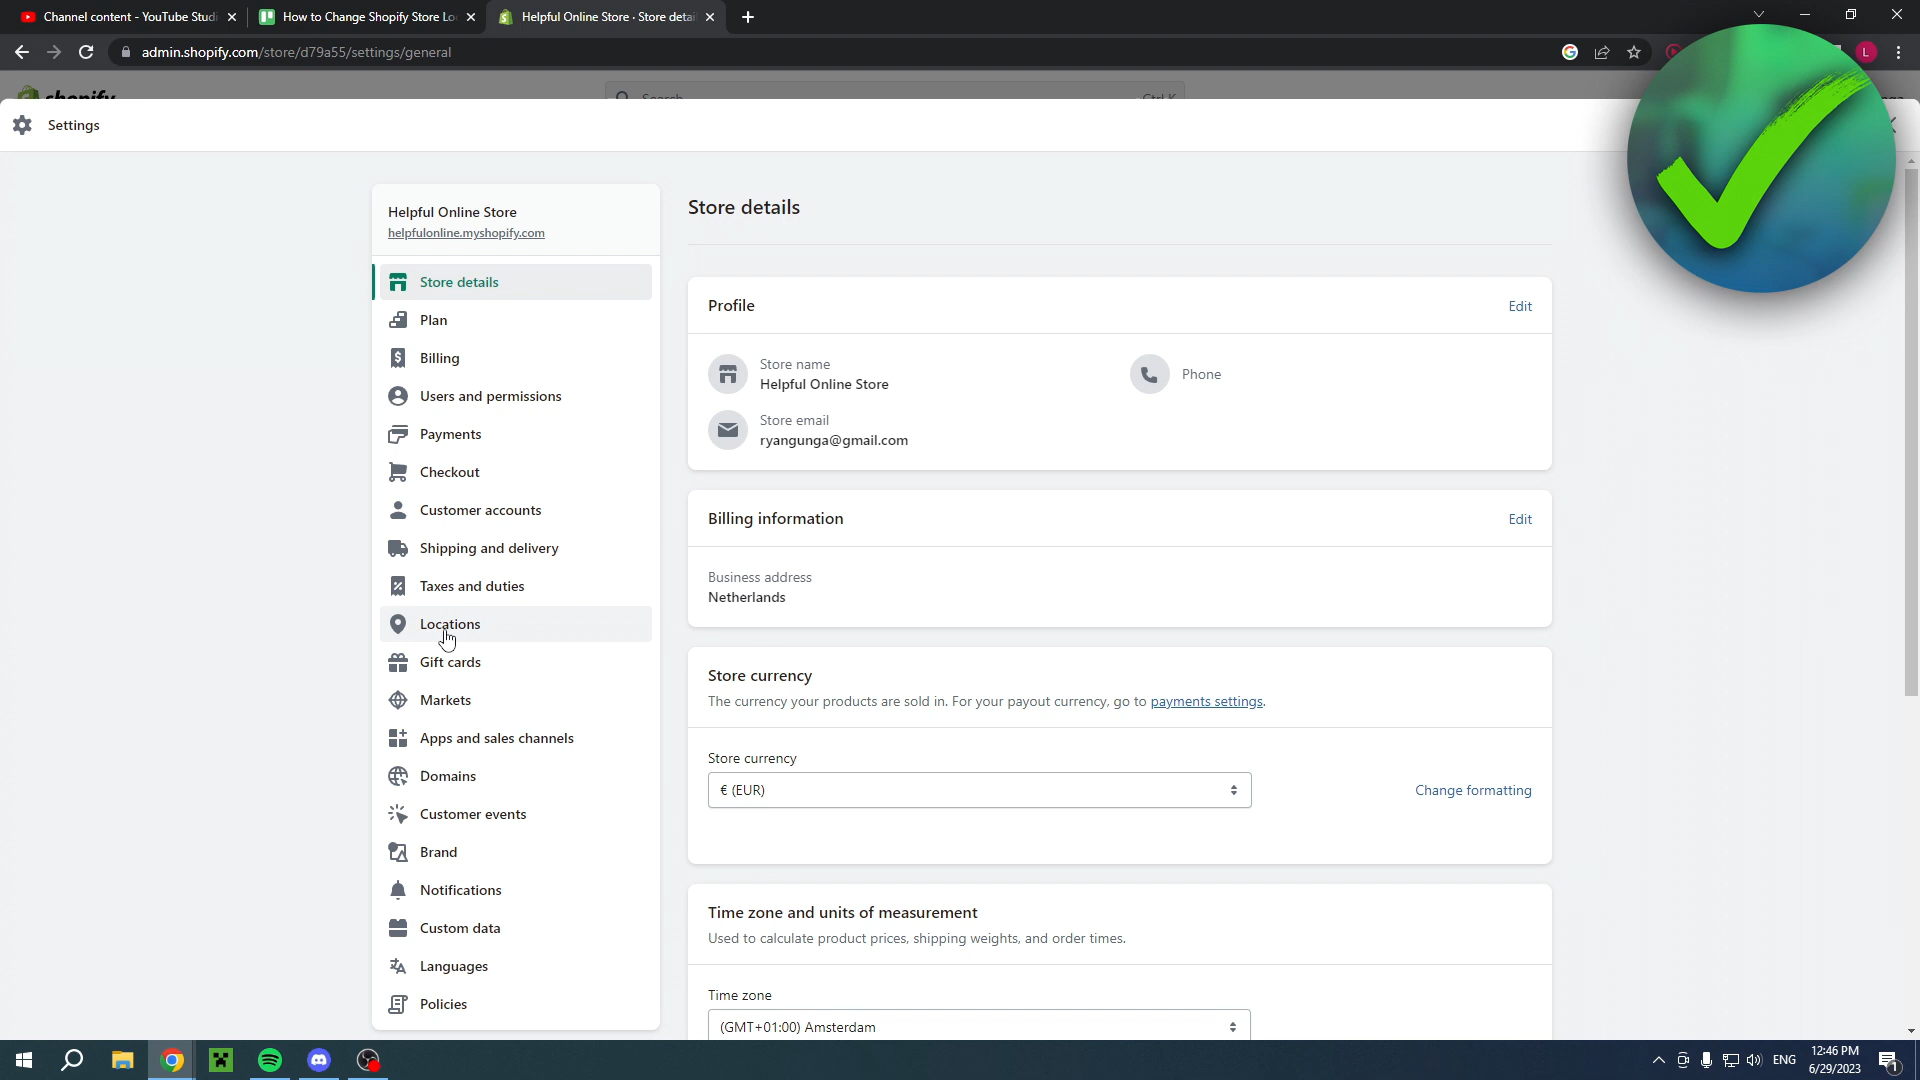 Channel content - YouTube Studi
How to Change Shopify Store Lo
Helpful Online Store · Store detai
admin.shopify.com/store/d79a55/settings/general
L
shopify
Search
Ctrl K
Settings
Helpful Online Store
helpfulonline.myshopify.com
Store details
Plan
Billing
Users and permissions
Payments
Checkout
Customer accounts
Shipping and delivery
Taxes and duties
Locations
Gift cards
Markets
Apps and sales channels
Domains
Customer events
Brand
Notifications
Custom data
Languages
Policies
Store details
Profile
Edit
Store name
Helpful Online Store
Phone
Store email
ryangunga@gmail.com
Billing information
Edit
Business address
Netherlands
Store currency
The currency your products are sold in. For your payout currency, go to payments settings.
Store currency
€ (EUR)
Change formatting
Time zone and units of measurement
Used to calculate product prices, shipping weights, and order times.
Time zone
(GMT+01:00) Amsterdam
ENG
12:46 PM
6/29/2023
1